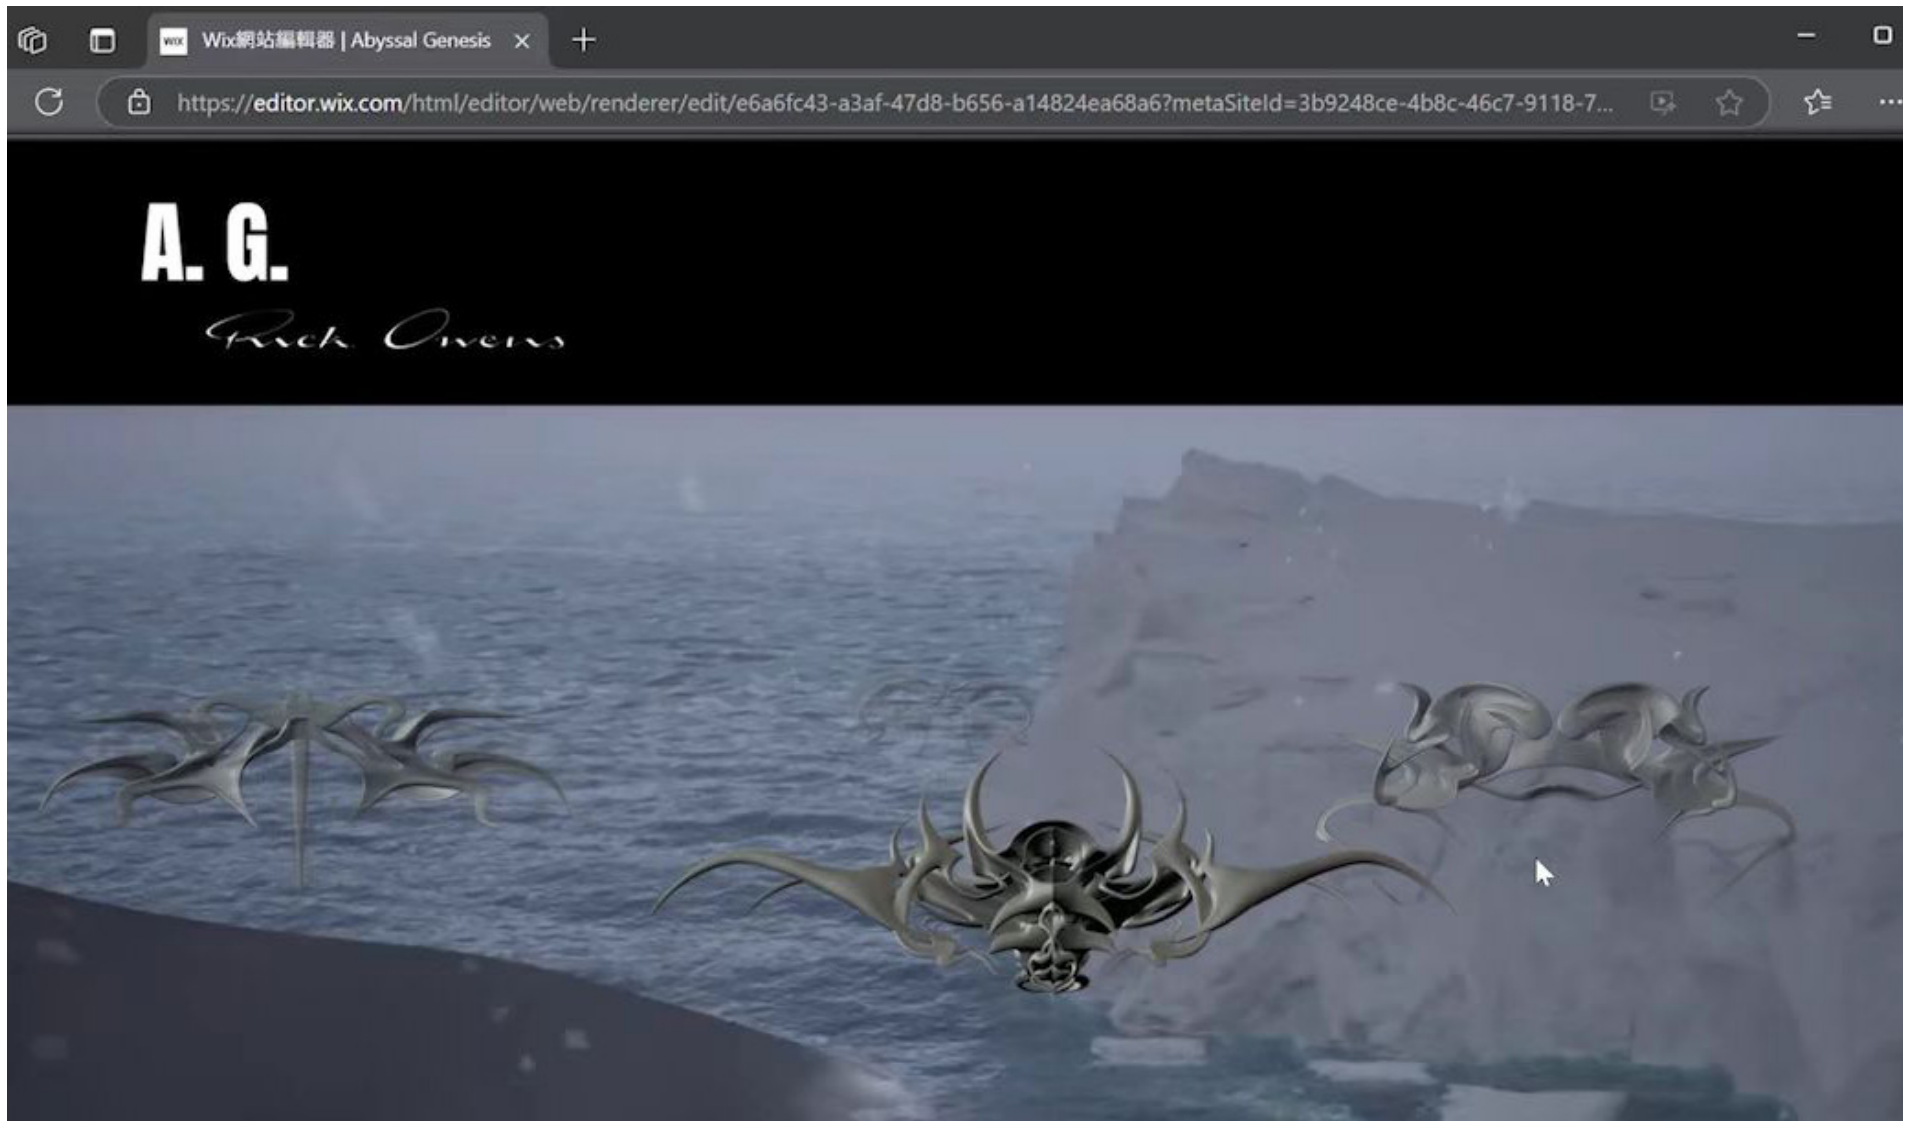 WIX Wix網站編輯器 | Abyssal Genesis
https://editor.wix.com/html/editor/web/renderer/edit/e6a6fc43-a3af-47d8-b656-a14824ea68a6?metaSiteId=3b9248ce-4b8c-46c7-9118-7...
A. G.
Rick Owens